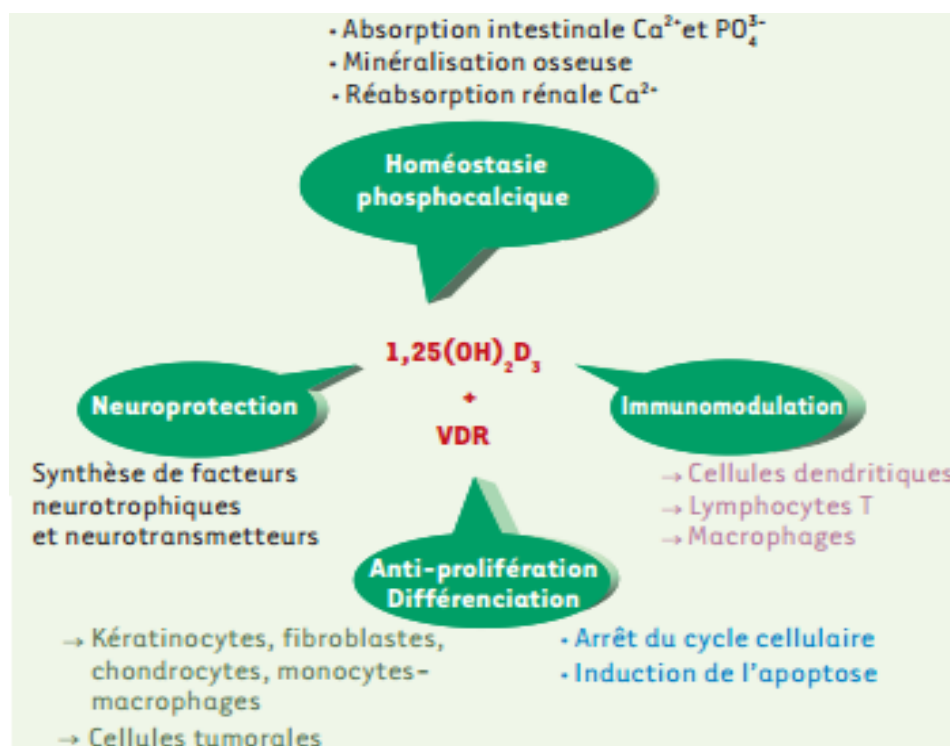 • Absorption intestinale Ca²⁺ et PO₄³⁻
• Minéralisation osseuse
• Réabsorption rénale Ca²⁺
Homéostasie
phosphocalcique
1,25(OH)₂D₃
+
VDR
Neuroprotection
Synthèse de facteurs
neurotrophiques
et neurotransmetteurs
Immunomodulation
→ Cellules dendritiques
→ Lymphocytes T
→ Macrophages
Anti-prolifération
Différenciation
→ Kératinocytes, fibroblastes,
chondrocytes, monocytes-
macrophages
→ Cellules tumorales
• Arrêt du cycle cellulaire
• Induction de l'apoptose